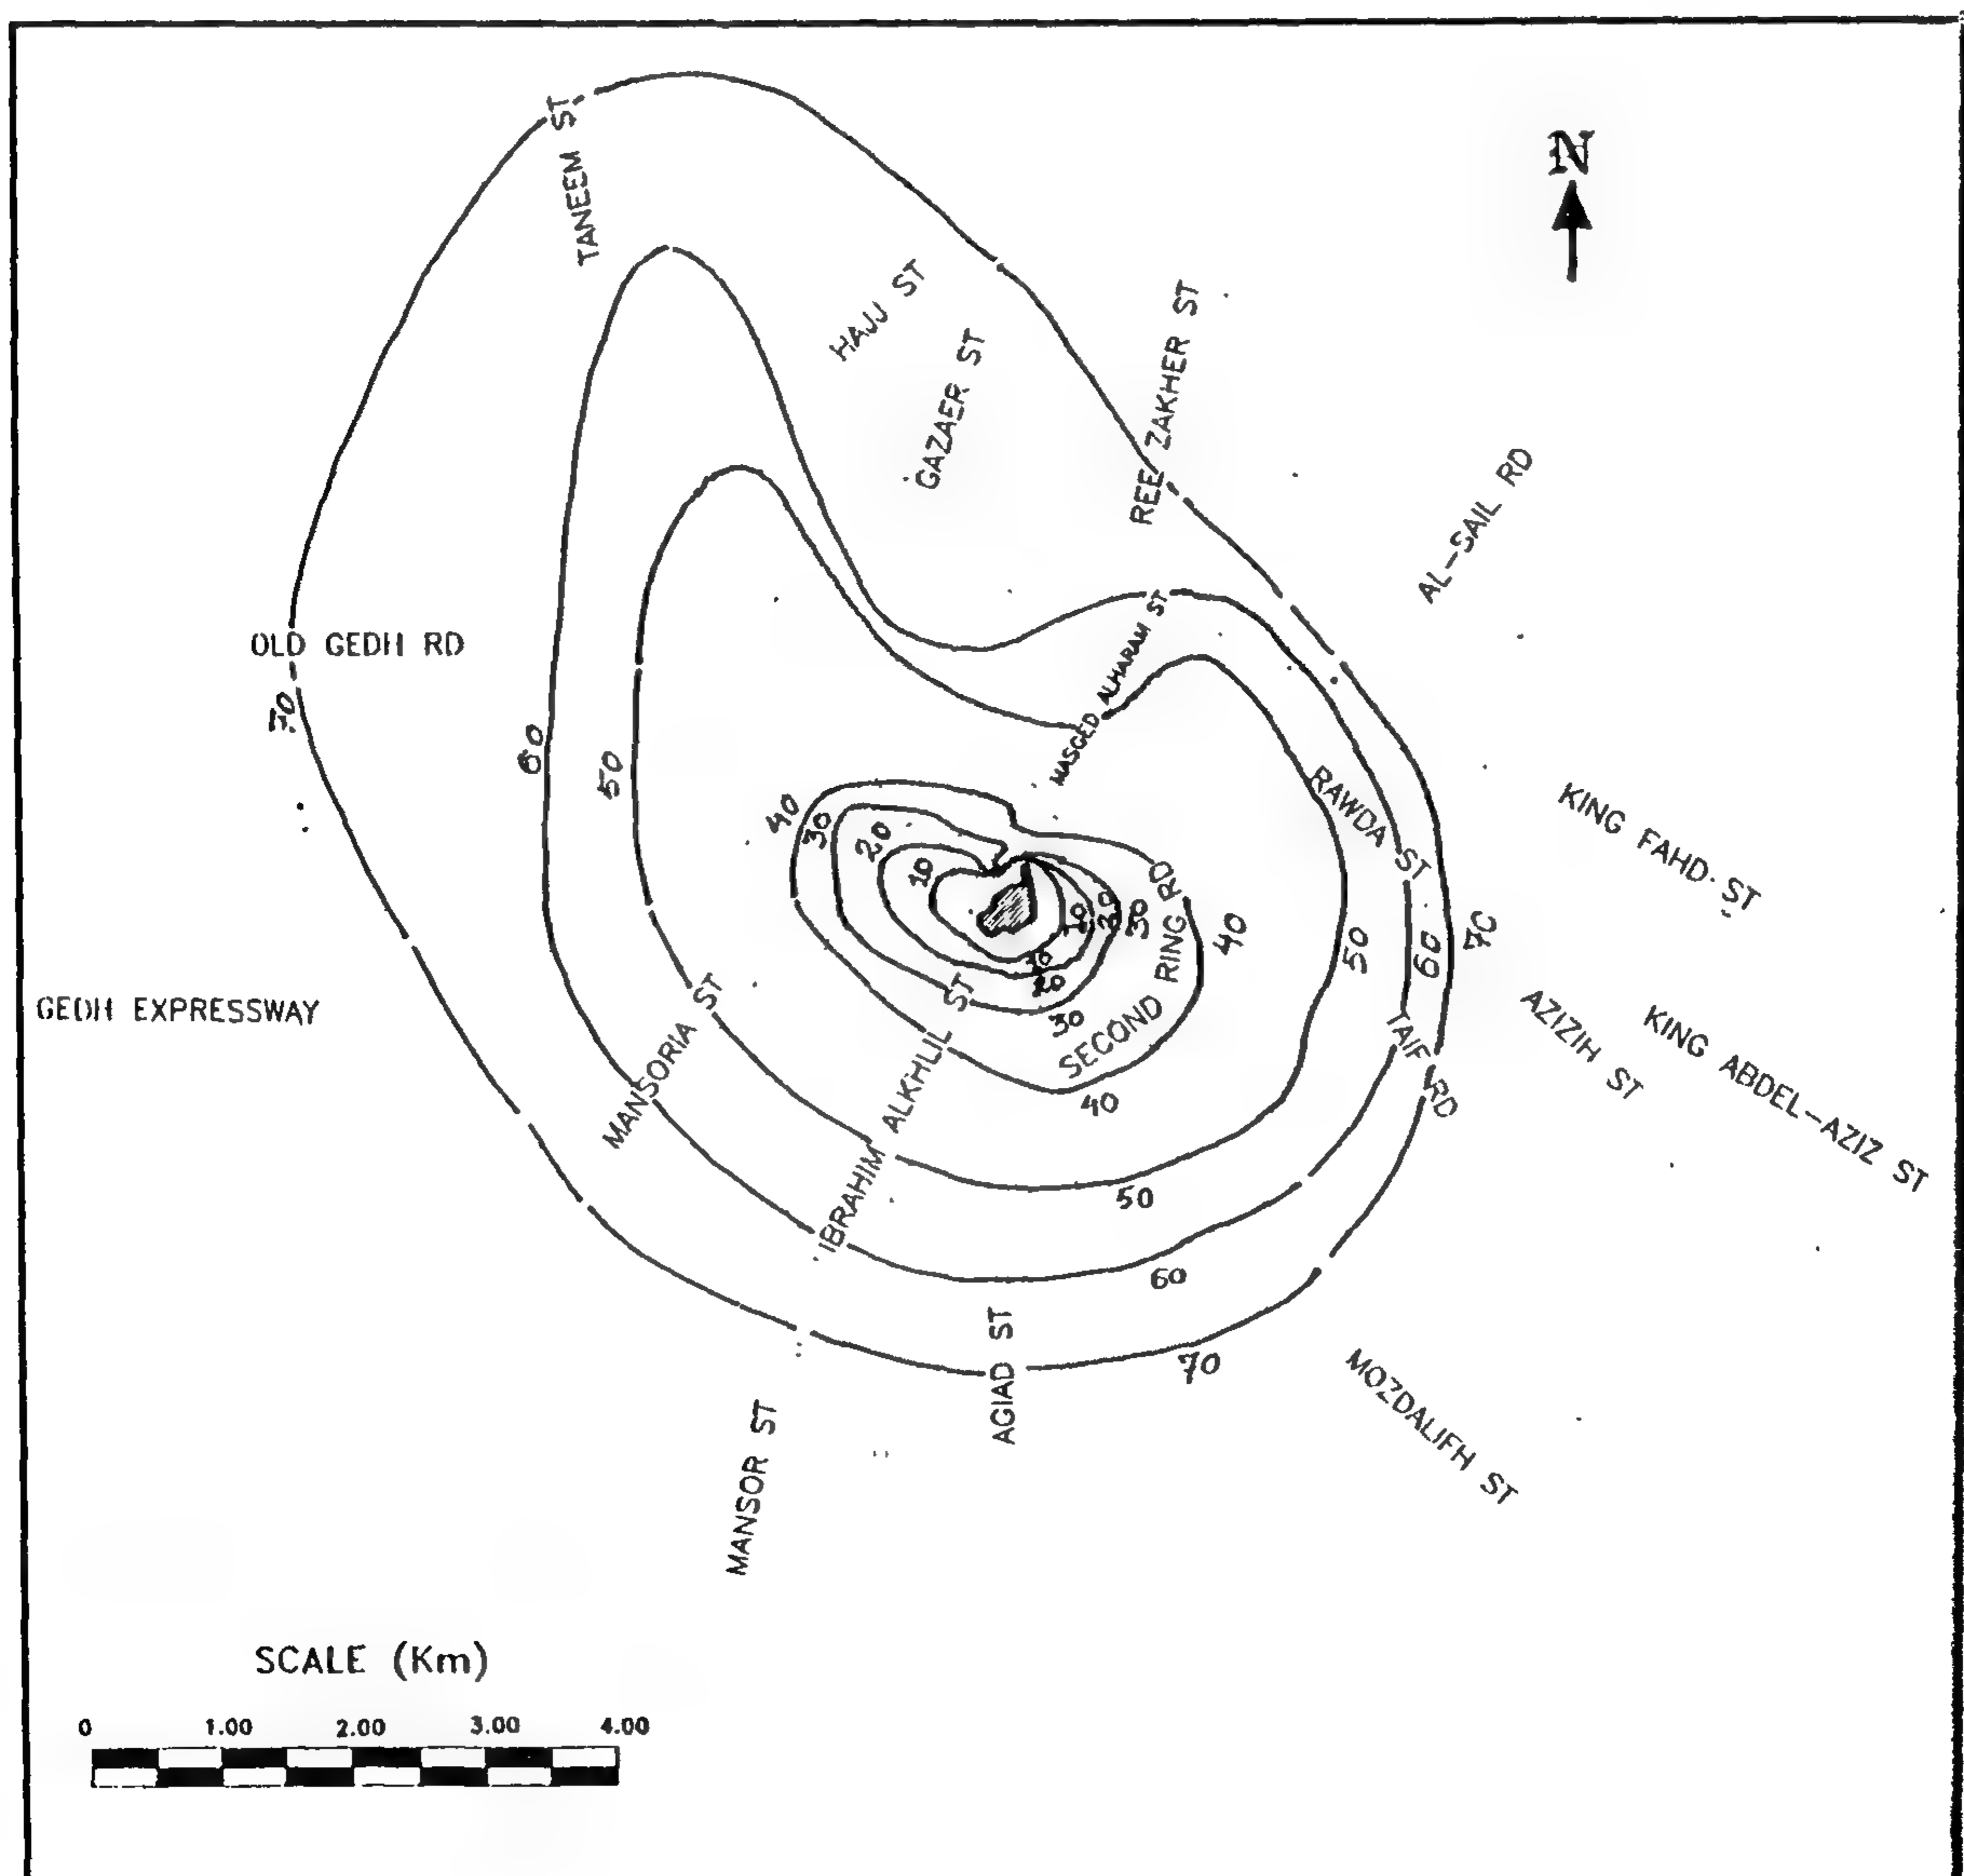 TANEEM ST
N
HAJJ ST
GAZAER ST
REE ZAKHER ST
AL-SAIL RD
OLD GEDH RD
MASGED ALHARAM ST
60
50
40
30
20
10
RAWDA ST
KING FAHD ST
10
20
30
SECOND RING RD
40
50
60
GEDH EXPRESSWAY
MANSORIA ST
IBRAHIM ALKHLIL ST
10
20
30
40
TAIF RD
AZIZIH ST
KING ABDEL-AZIZ ST
50
60
AGIAD ST
70
MANSOR ST
MOZDALIFH ST
SCALE (Km)
0 1.00 2.00 3.00 4.00